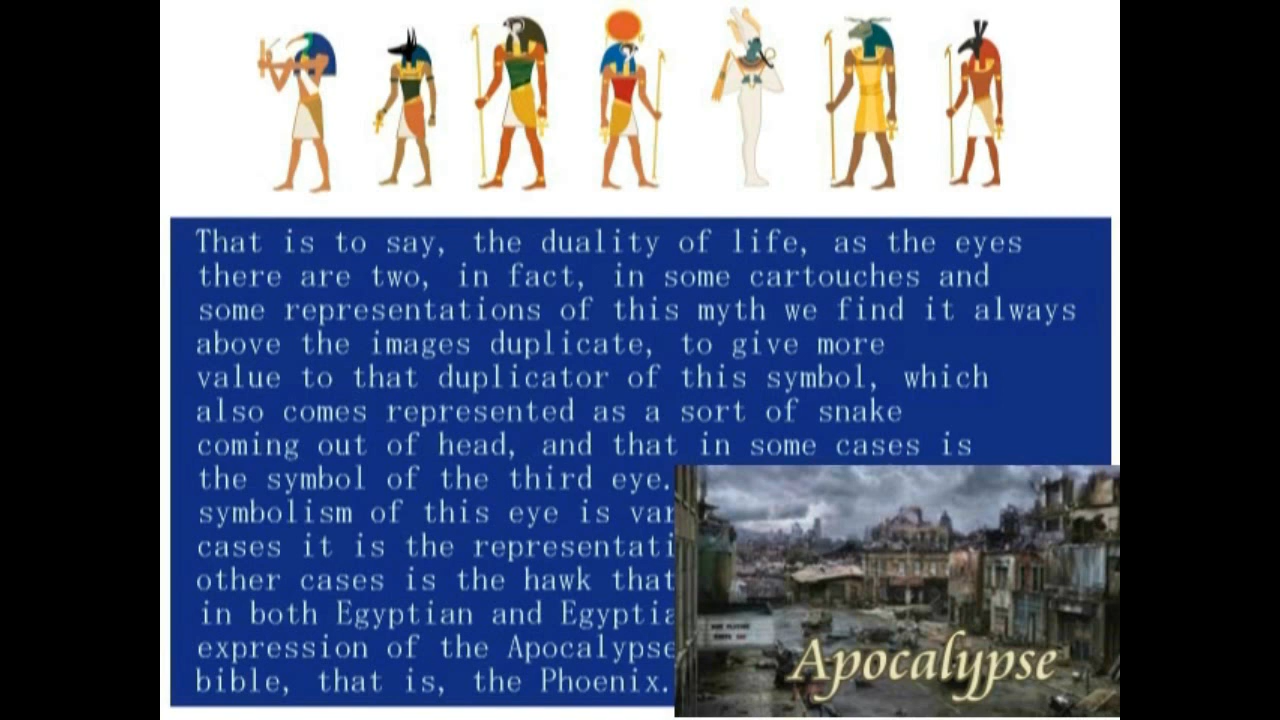 That is to say, the duality of life, as the eyes
there are two, in fact, in some cartouches and
some representations of this myth we find it always
above the images duplicate, to give more
value to that duplicator of this symbol, which
also comes represented as a sort of snake
coming out of head, and that in some cases is
the symbol of the third eye.
symbolism of this eye is
cases it is the
other cases is the hawk that
in both Egyptian and
expression of the Apocalypse
bible, that is, the Phoenix.
Apocalypse